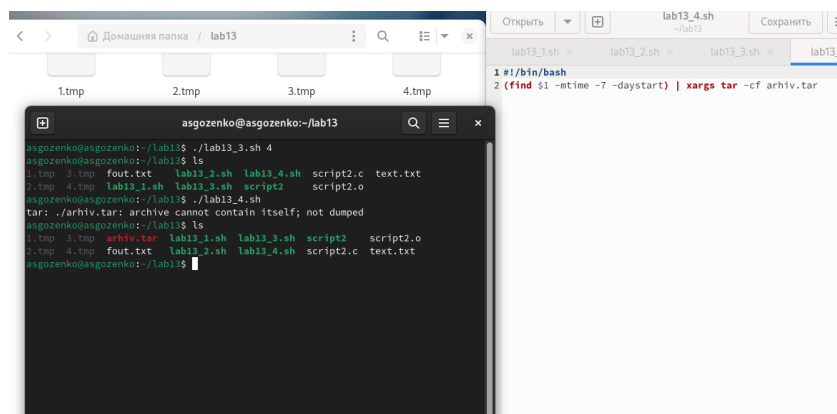 Домашняя папка / lab13
1.tmp 2.tmp 3.tmp 4.tmp
asgozenko@asgozenko:~/lab13
asgozenko@asgozenko:~/lab13$ ./lab13_3.sh 4
asgozenko@asgozenko:~/lab13$ ls
1.tmp 3.tmp fout.txt lab13_2.sh lab13_4.sh script2.c text.txt
2.tmp 4.tmp lab13_1.sh lab13_3.sh script2 script2.o
asgozenko@asgozenko:~/lab13$ ./lab13_4.sh
tar: ./arhiv.tar: archive cannot contain itself; not dumped
asgozenko@asgozenko:~/lab13$ ls
1.tmp 3.tmp arhiv.tar lab13_1.sh lab13_3.sh script2 script2.o
2.tmp 4.tmp fout.txt lab13_2.sh lab13_4.sh script2.c text.txt
asgozenko@asgozenko:~/lab13$
Открыть lab13_4.sh Сохранить
~/lab13
lab13_1.sh × lab13_2.sh × lab13_3.sh × lab13_
1 #!/bin/bash
2 (find $1 -mtime -7 -daystart) | xargs tar -cf arhiv.tar